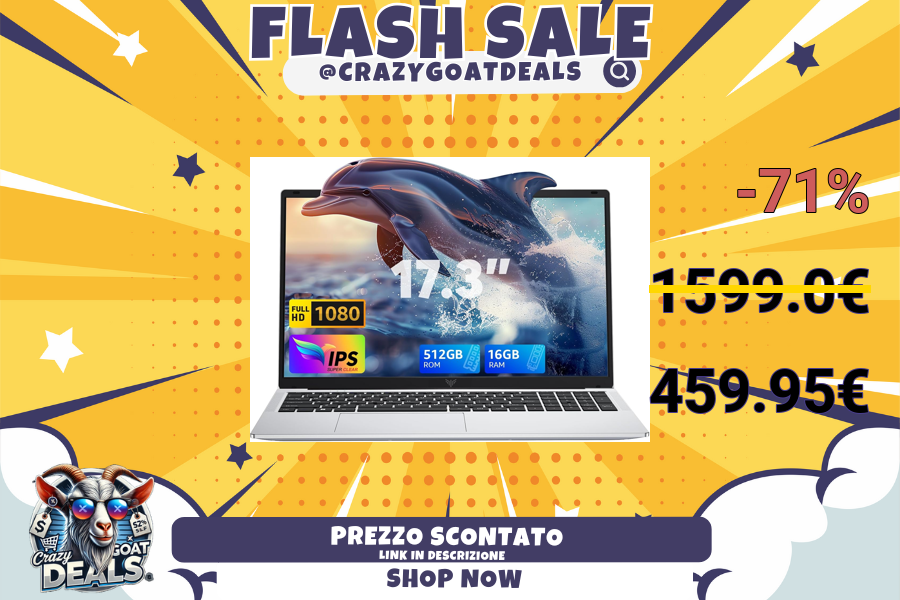 FLASH SALE
@CRAZYGOATDEALS
-71%
17.3"
1599.0€
FULL HD 1080
IPS
SUPER CLEAR
512GB
ROM
16GB
RAM
459.95€
$
52%
Crazy
GOAT
DEALS
PREZZO SCONTATO
LINK IN DESCRIZIONE
SHOP NOW